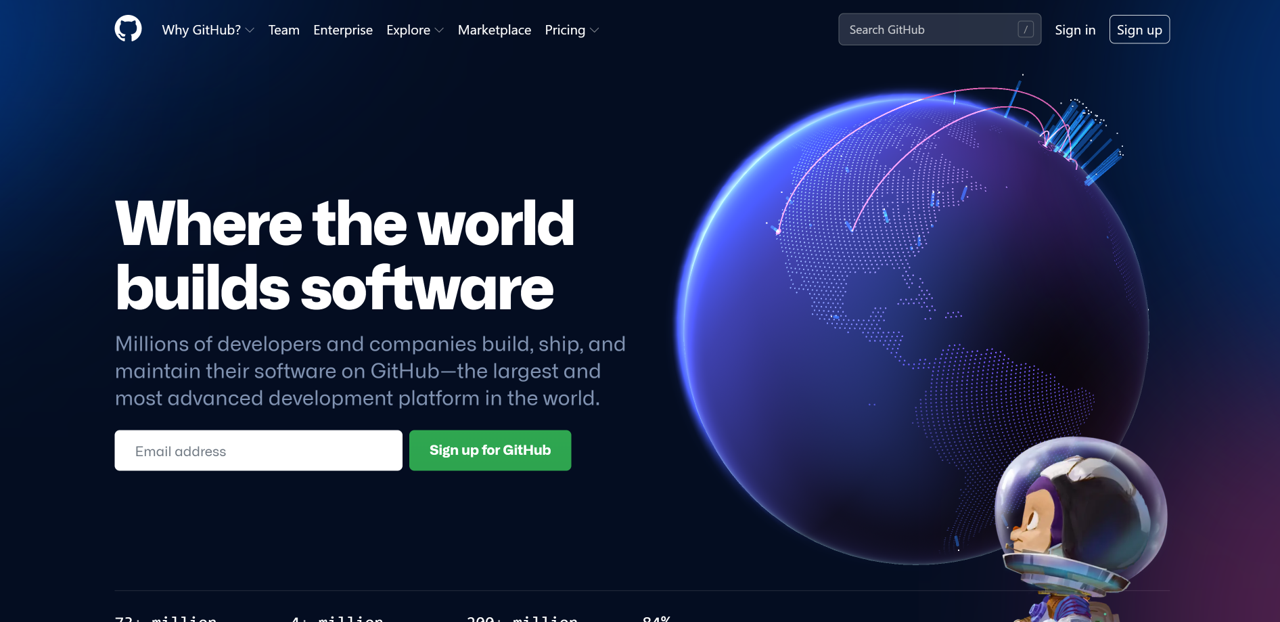 Why GitHub? Team Enterprise Explore Marketplace Pricing Search GitHub / Sign in Sign up
Where the world
builds software
Millions of developers and companies build, ship, and
maintain their software on GitHub—the largest and
most advanced development platform in the world.
Email address Sign up for GitHub
73+ million 4+ million 200+ million 84%